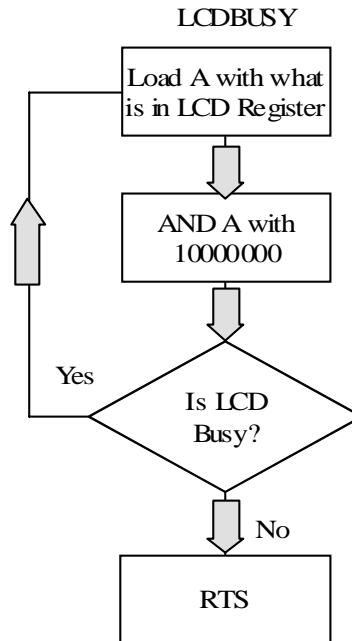 LCDBUSY
Load A with what
is in LCD Register
AND A with
10000000
Yes
Is LCD
Busy?
No
RTS